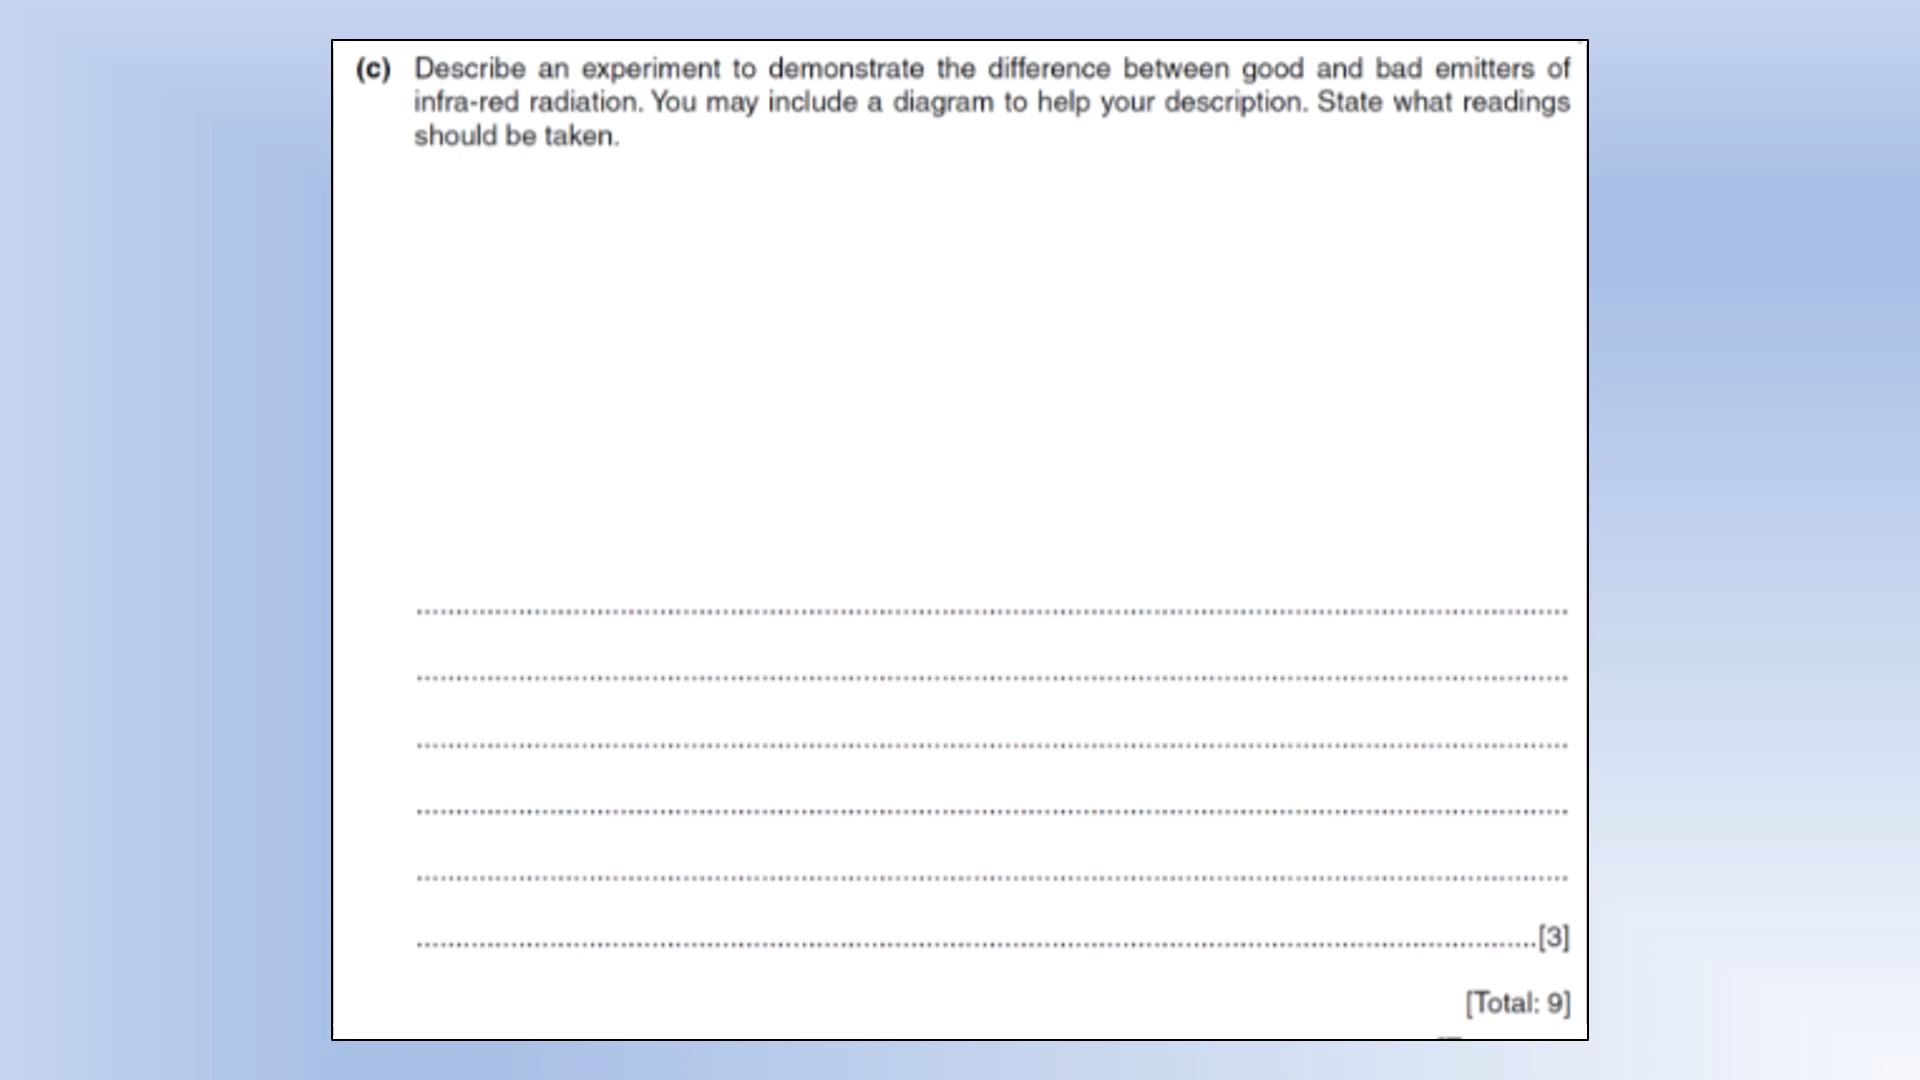 (c) Describe an experiment to demonstrate the difference between good and bad emitters of
infra-red radiation. You may include a diagram to help your description. State what readings
should be taken.
[3]
[Total: 9]